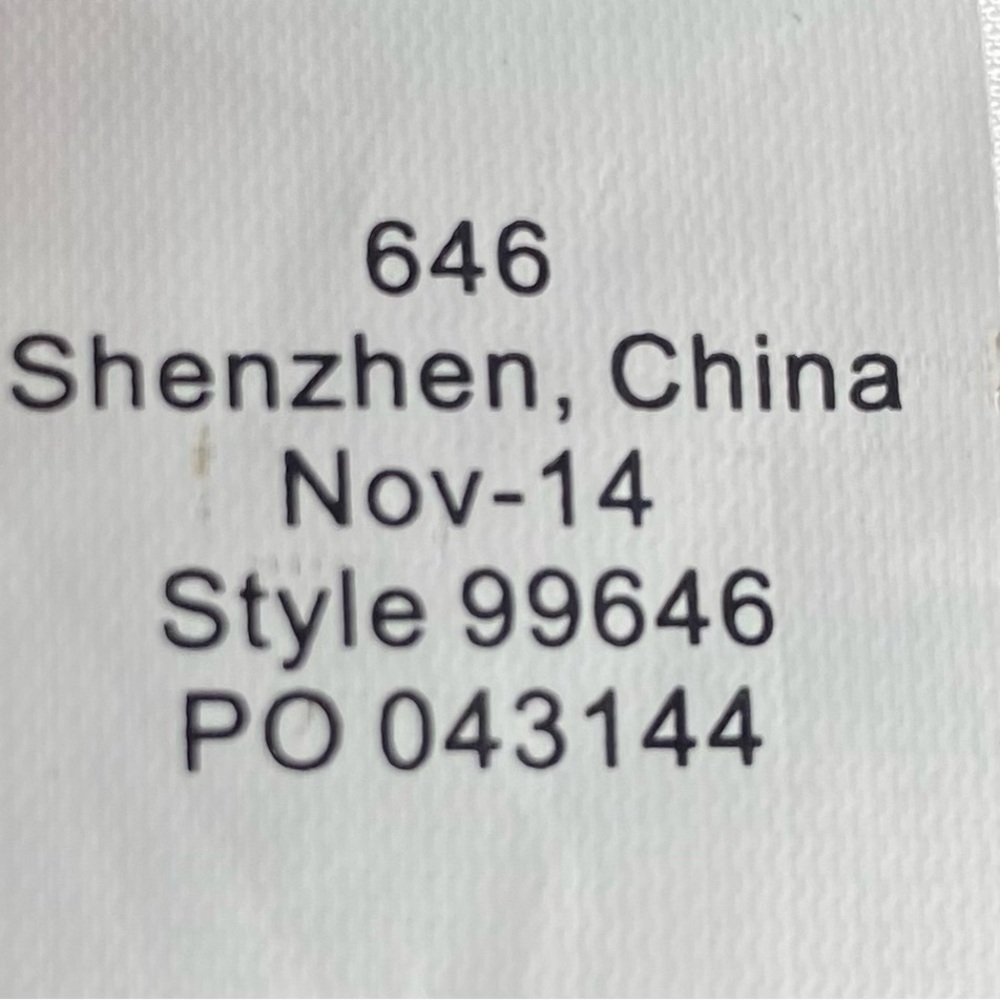 646
Shenzhen, China
Nov-14
Style 99646
PO 043144